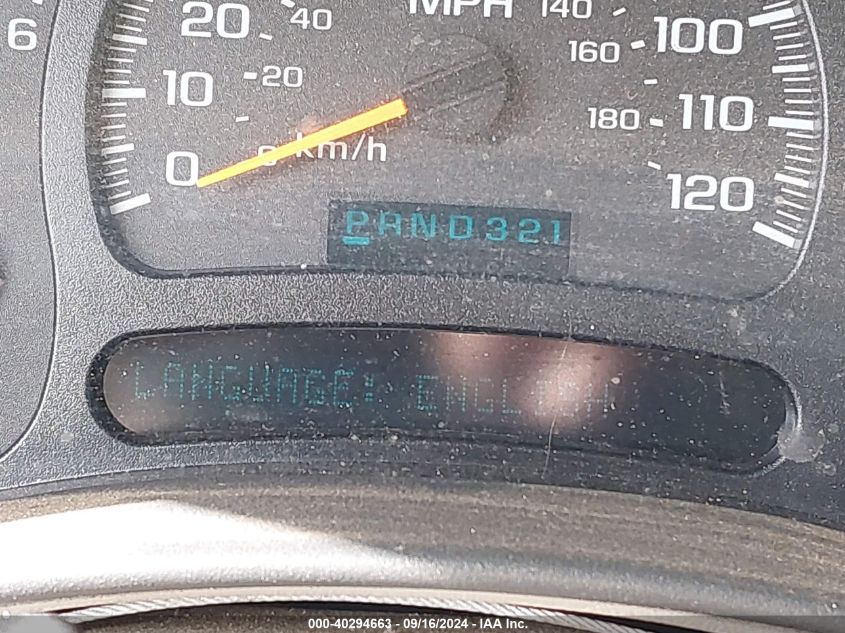 6
20 40 MPH 140 100
160
10 20
180 110
0 0 km/h
120
PRND321
LANGUAGE: ENGLISH
000-40294663 - 09/16/2024 - IAA Inc.